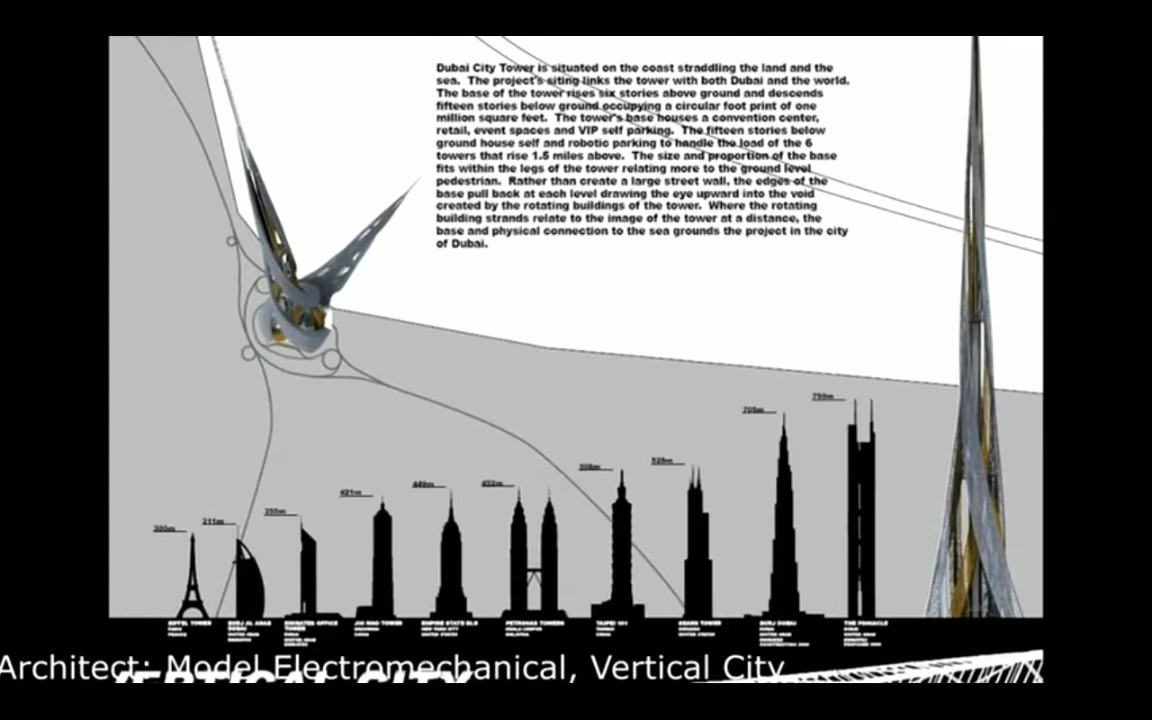 Dubai City Tower is situated on the coast straddling the land and the
sea. The project's siting links the tower with both Dubai and the world.
The base of the tower rises six stories above ground and descends
fifteen stories below ground occupying a circular foot print of one
million square feet. The tower's base houses a convention center,
retail, event spaces and VIP self parking. The fifteen stories below
ground house self and robotic parking to handle the load of the 6
towers that rise 1.5 miles above. The size and proportion of the base
fits within the legs of the tower relating more to the ground level
pedestrian. Rather than create a large street wall, the edges of the
base pull back at each level drawing the eye upward into the void
created by the rotating buildings of the tower. Where the rotating
building strands relate to the image of the tower at a distance, the
base and physical connection to the sea grounds the project in the city
of Dubai.
750m
705m
421m
355m
311m
300m
EIFFEL TOWER
BURJ AL ARAB
EMIRATES OFFICE
TOWER
JIN MAO TOWER
EMPIRE STATE BLD
PETRONAS TOWERS
TAIPEI 101
SEARS TOWER
BURJ DUBAI
THE PINNACLE
Architect: Model Electromechanical, Vertical City
VERTICAL CITY